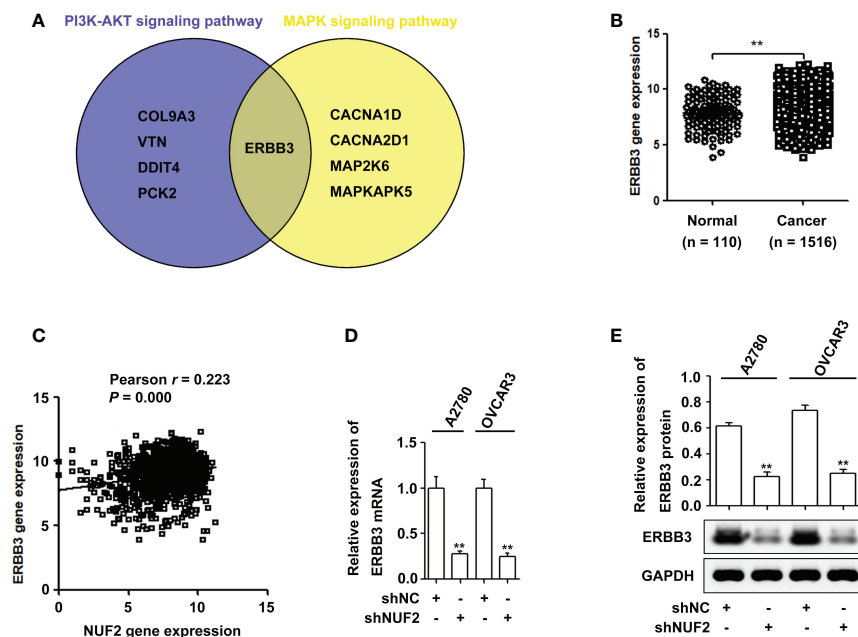 A
PI3K-AKT signaling pathway
MAPK signaling pathway
COL9A3
VTN
DDIT4
PCK2
ERBB3
CACNA1D
CACNA2D1
MAP2K6
MAPKAPK5
B
ERBB3 gene expression
15
10
5
0
**
Normal
(n = 110)
Cancer
(n = 1516)
C
Pearson r = 0.223
P = 0.000
ERBB3 gene expression
15
10
5
0
0
5
10
15
NUF2 gene expression
D
A2780
OVCAR3
Relative expression of
ERBB3 mRNA
1.5
1.0
0.5
0.0
**
**
shNC + - + -
shNUF2 - + - +
E
A2780
OVCAR3
Relative expression of
ERBB3 protein
1.0
0.8
0.6
0.4
0.2
0.0
**
**
ERBB3
GAPDH
shNC + - + -
shNUF2 - + - +